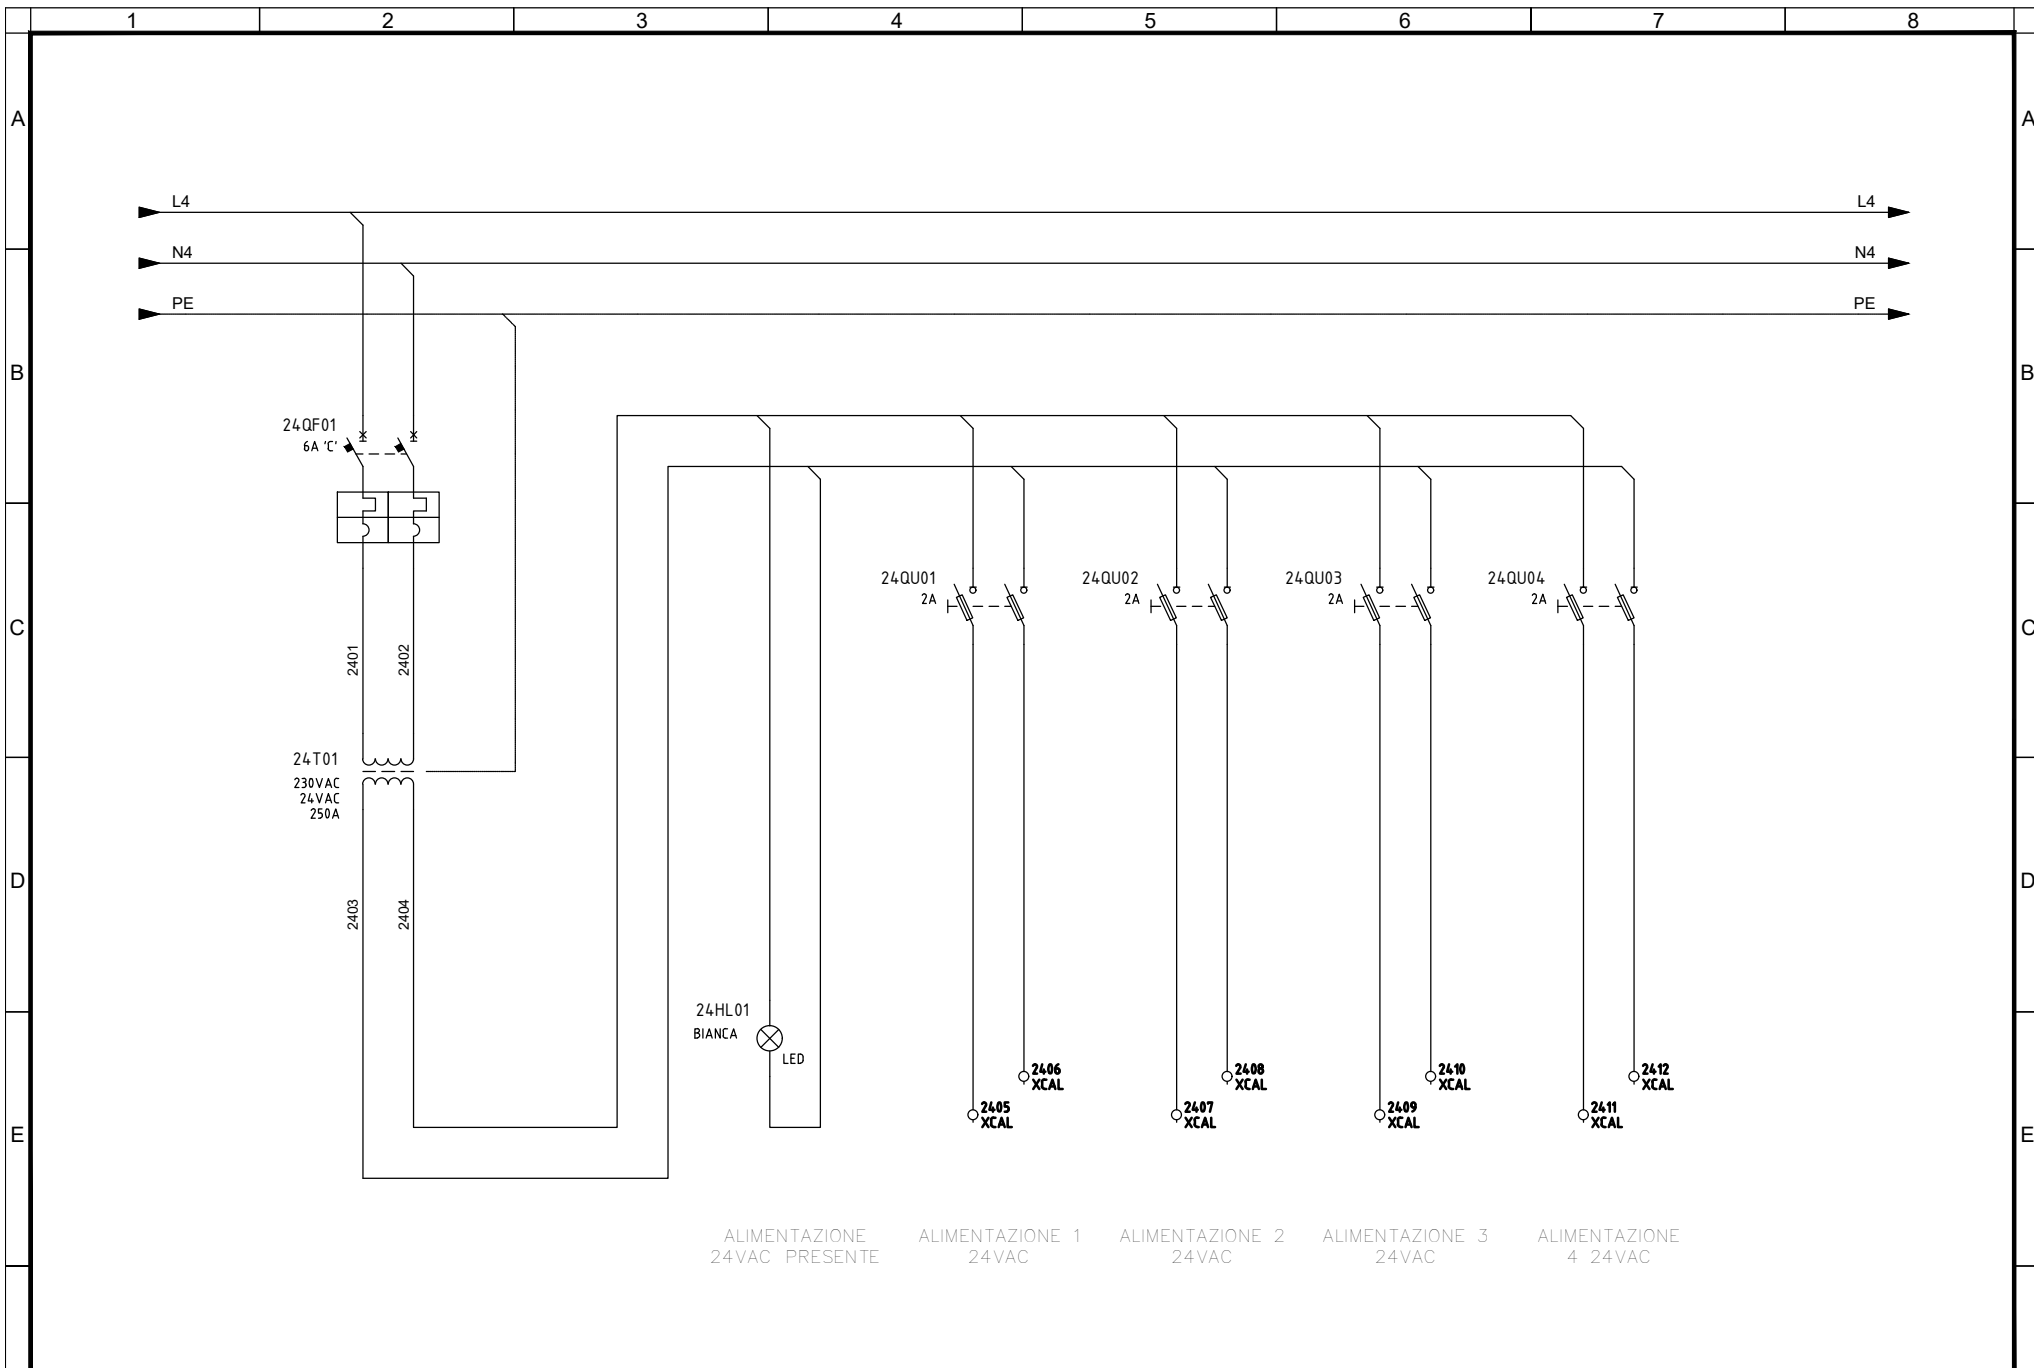 1 2 3 4 5 6 7 8
A A
L4 L4
N4 N4
PE PE
B B
24QF01
6A 'C'
24QU01 24QU02 24QU03 24QU04
2A 2A 2A 2A
C C
2401 2402
24T01
230VAC
24VAC
250A
D D
2403 2404
24HL01
BIANCA
LED
2406 2408 2410 2412
XCAL XCAL XCAL XCAL
2405 2407 2409 2411
XCAL XCAL XCAL XCAL
E E
ALIMENTAZIONE ALIMENTAZIONE 1 ALIMENTAZIONE 2 ALIMENTAZIONE 3 ALIMENTAZIONE
24VAC PRESENTE 24VAC 24VAC 24VAC 4 24VAC